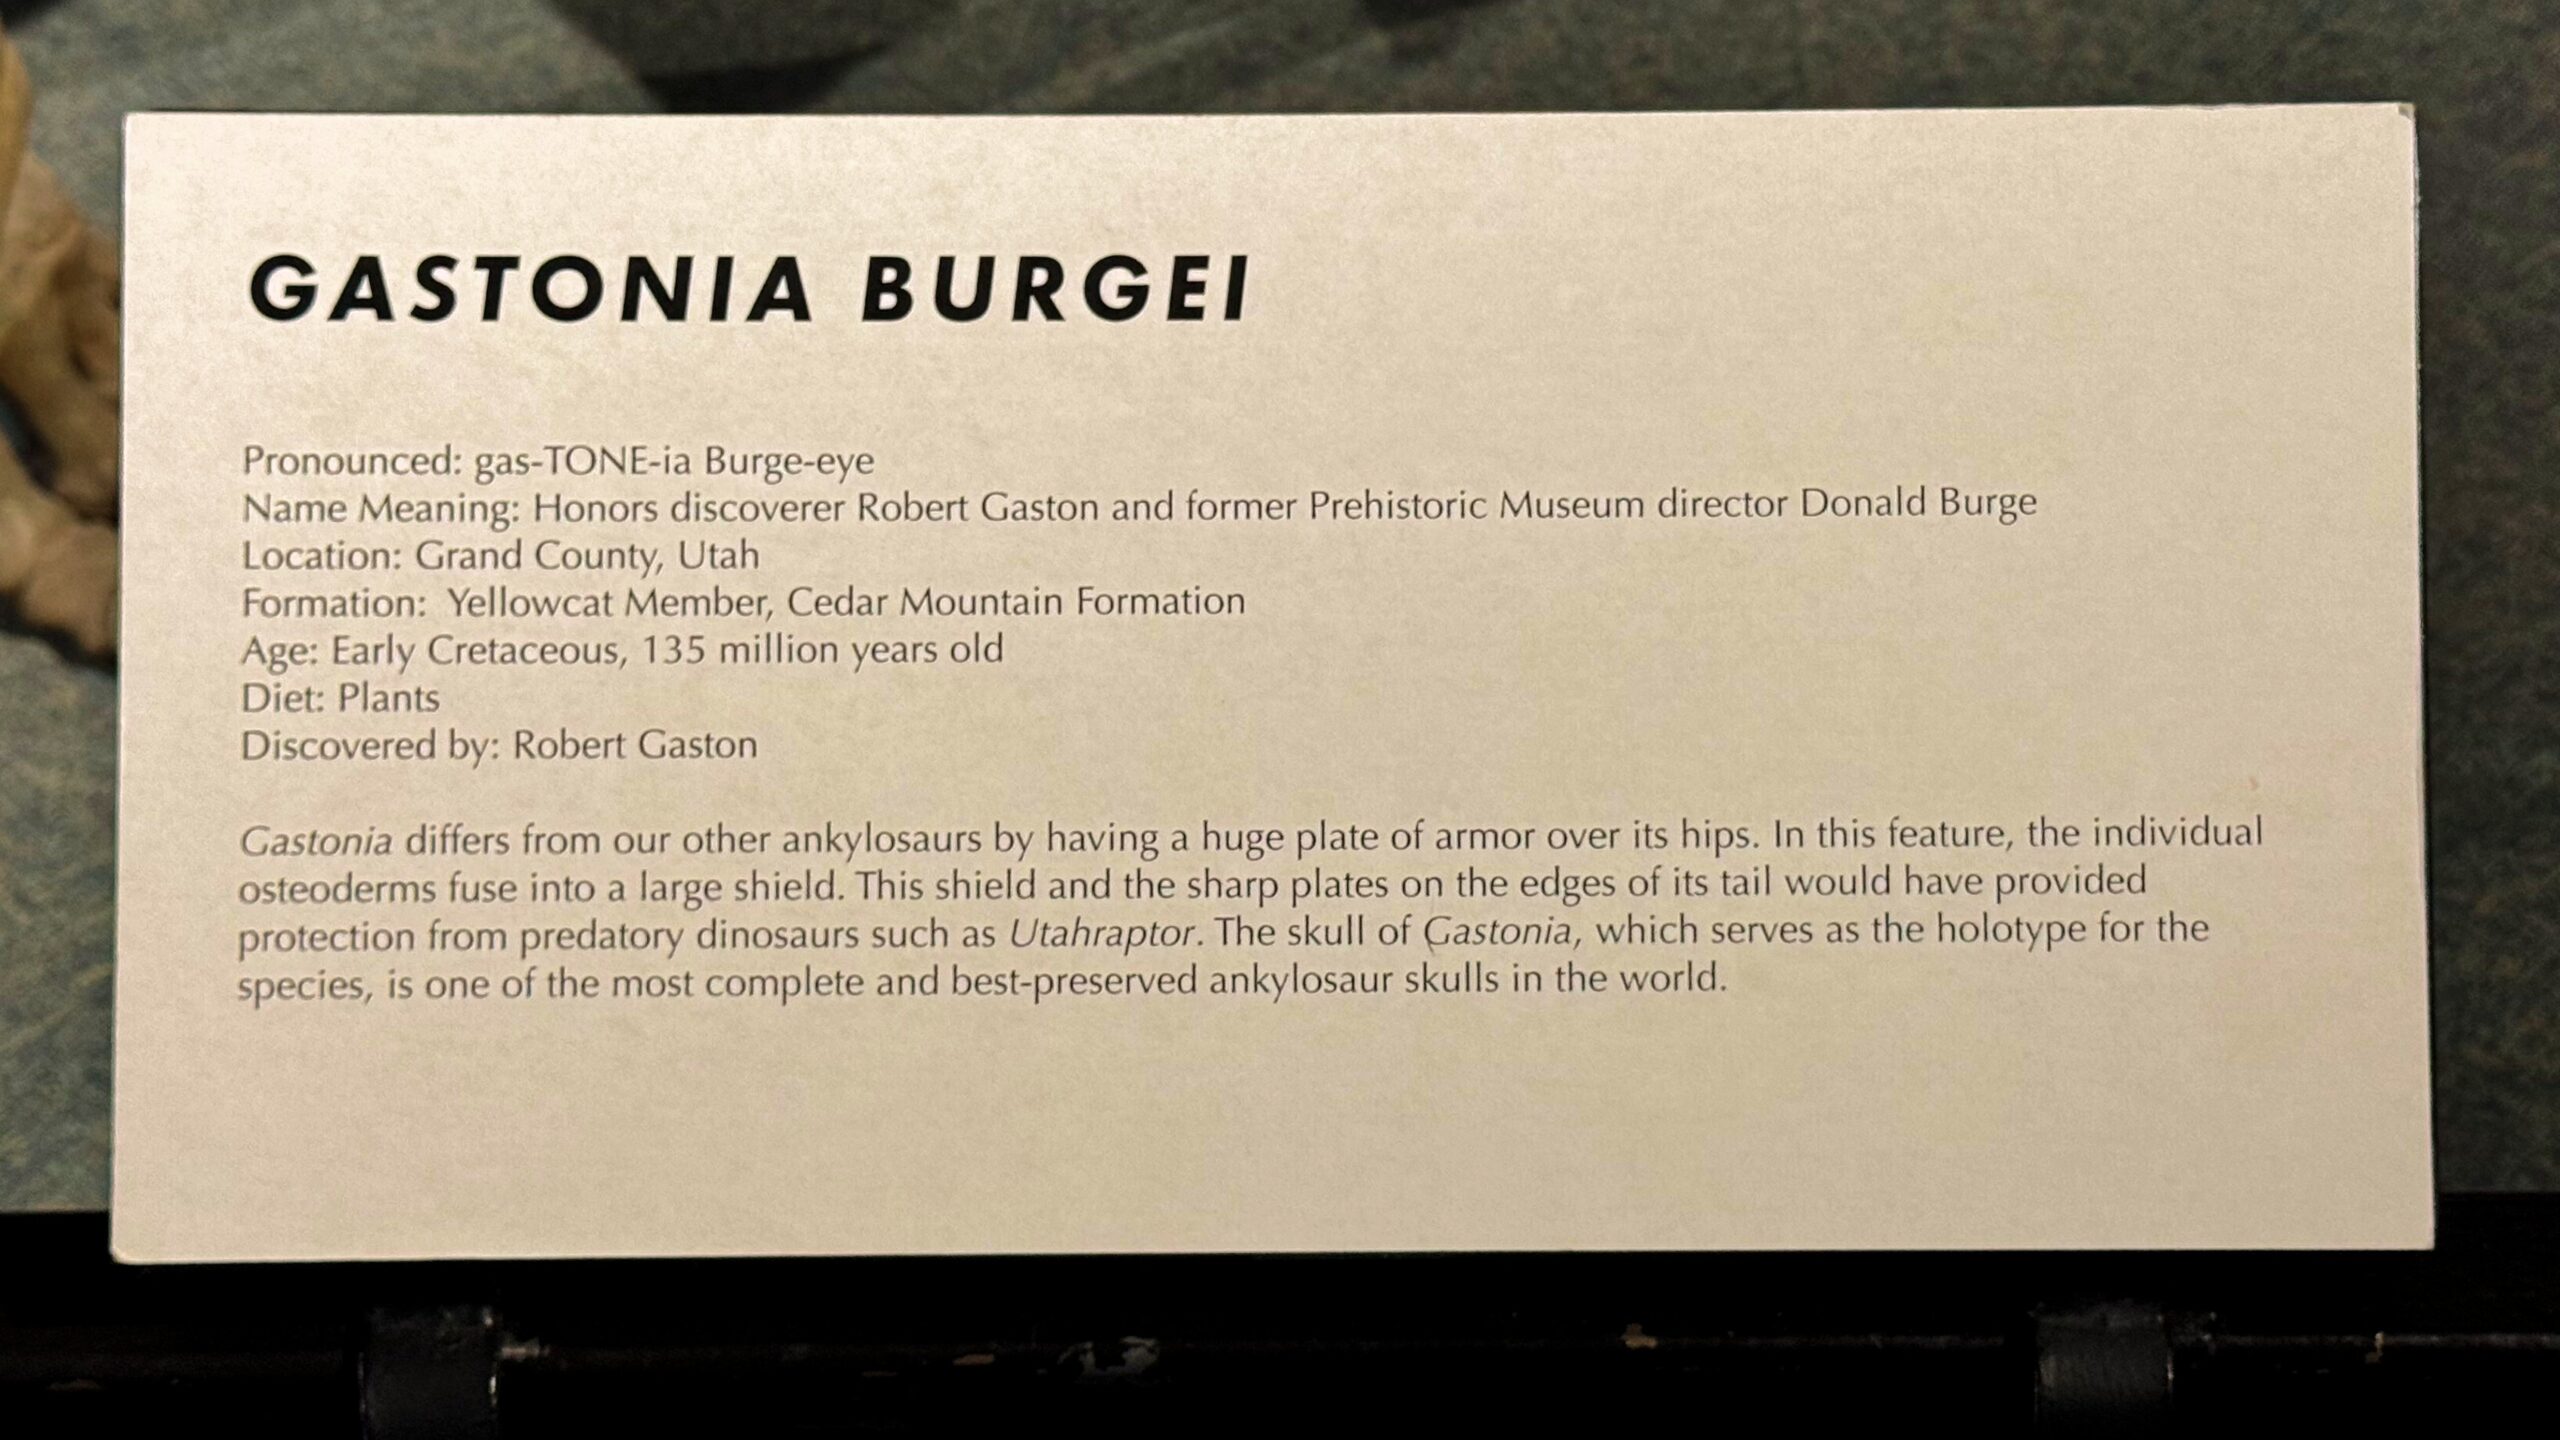 GASTONIA BURGEI
Pronounced: gas-TONE-ia Burge-eye
Name Meaning: Honors discoverer Robert Gaston and former Prehistoric Museum director Donald Burge
Location: Grand County, Utah
Formation:  Yellowcat Member, Cedar Mountain Formation
Age: Early Cretaceous, 135 million years old
Diet: Plants
Discovered by: Robert Gaston
Gastonia differs from our other ankylosaurs by having a huge plate of armor over its hips. In this feature, the individual
osteoderms fuse into a large shield. This shield and the sharp plates on the edges of its tail would have provided
protection from predatory dinosaurs such as Utahraptor. The skull of Gastonia, which serves as the holotype for the
species, is one of the most complete and best-preserved ankylosaur skulls in the world.